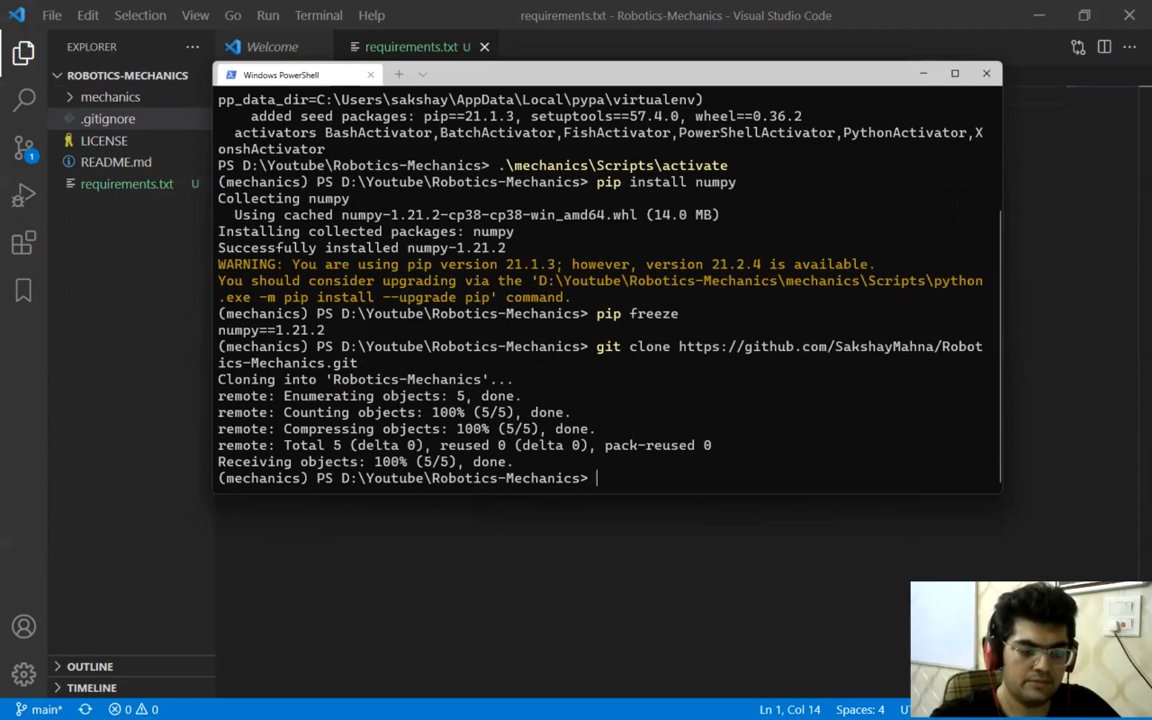 File Edit Selection View Go Run Terminal Help
requirements.txt - Robotics-Mechanics - Visual Studio Code
EXPLORER
Welcome
requirements.txt U
ROBOTICS-MECHANICS
mechanics
.gitignore
LICENSE
README.md
requirements.txt U
1
Windows PowerShell
pp_data_dir=C:\Users\sakshay\AppData\Local\pypa\virtualenv)
added seed packages: pip==21.1.3, setuptools==57.4.0, wheel==0.36.2
activators BashActivator,BatchActivator,FishActivator,PowerShellActivator,PythonActivator,X
onshActivator
PS D:\Youtube\Robotics-Mechanics> .\mechanics\Scripts\activate
(mechanics) PS D:\Youtube\Robotics-Mechanics> pip install numpy
Collecting numpy
Using cached numpy-1.21.2-cp38-cp38-win_amd64.whl (14.0 MB)
Installing collected packages: numpy
Successfully installed numpy-1.21.2
WARNING: You are using pip version 21.1.3; however, version 21.2.4 is available.
You should consider upgrading via the 'D:\Youtube\Robotics-Mechanics\mechanics\Scripts\python
.exe -m pip install --upgrade pip' command.
(mechanics) PS D:\Youtube\Robotics-Mechanics> pip freeze
numpy==1.21.2
(mechanics) PS D:\Youtube\Robotics-Mechanics> git clone https://github.com/SakshayMahna/Robot
ics-Mechanics.git
Cloning into 'Robotics-Mechanics'...
remote: Enumerating objects: 5, done.
remote: Counting objects: 100% (5/5), done.
remote: Compressing objects: 100% (5/5), done.
remote: Total 5 (delta 0), reused 0 (delta 0), pack-reused 0
Receiving objects: 100% (5/5), done.
(mechanics) PS D:\Youtube\Robotics-Mechanics>
OUTLINE
TIMELINE
main* 0 0
Ln 1, Col 14 Spaces: 4